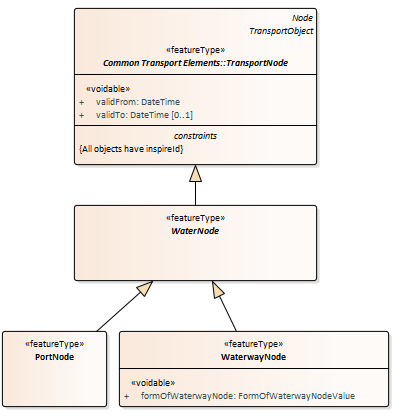 Node
TransportObject
«featureType»
Common Transport Elements::TransportNode
«voidable»
+ validFrom: DateTime
+ validTo: DateTime [0..1]
constraints
{All objects have inspireId}
«featureType»
WaterNode
«featureType»
PortNode
«featureType»
WaterwayNode
«voidable»
+ formOfWaterwayNode: FormOfWaterwayNodeValue